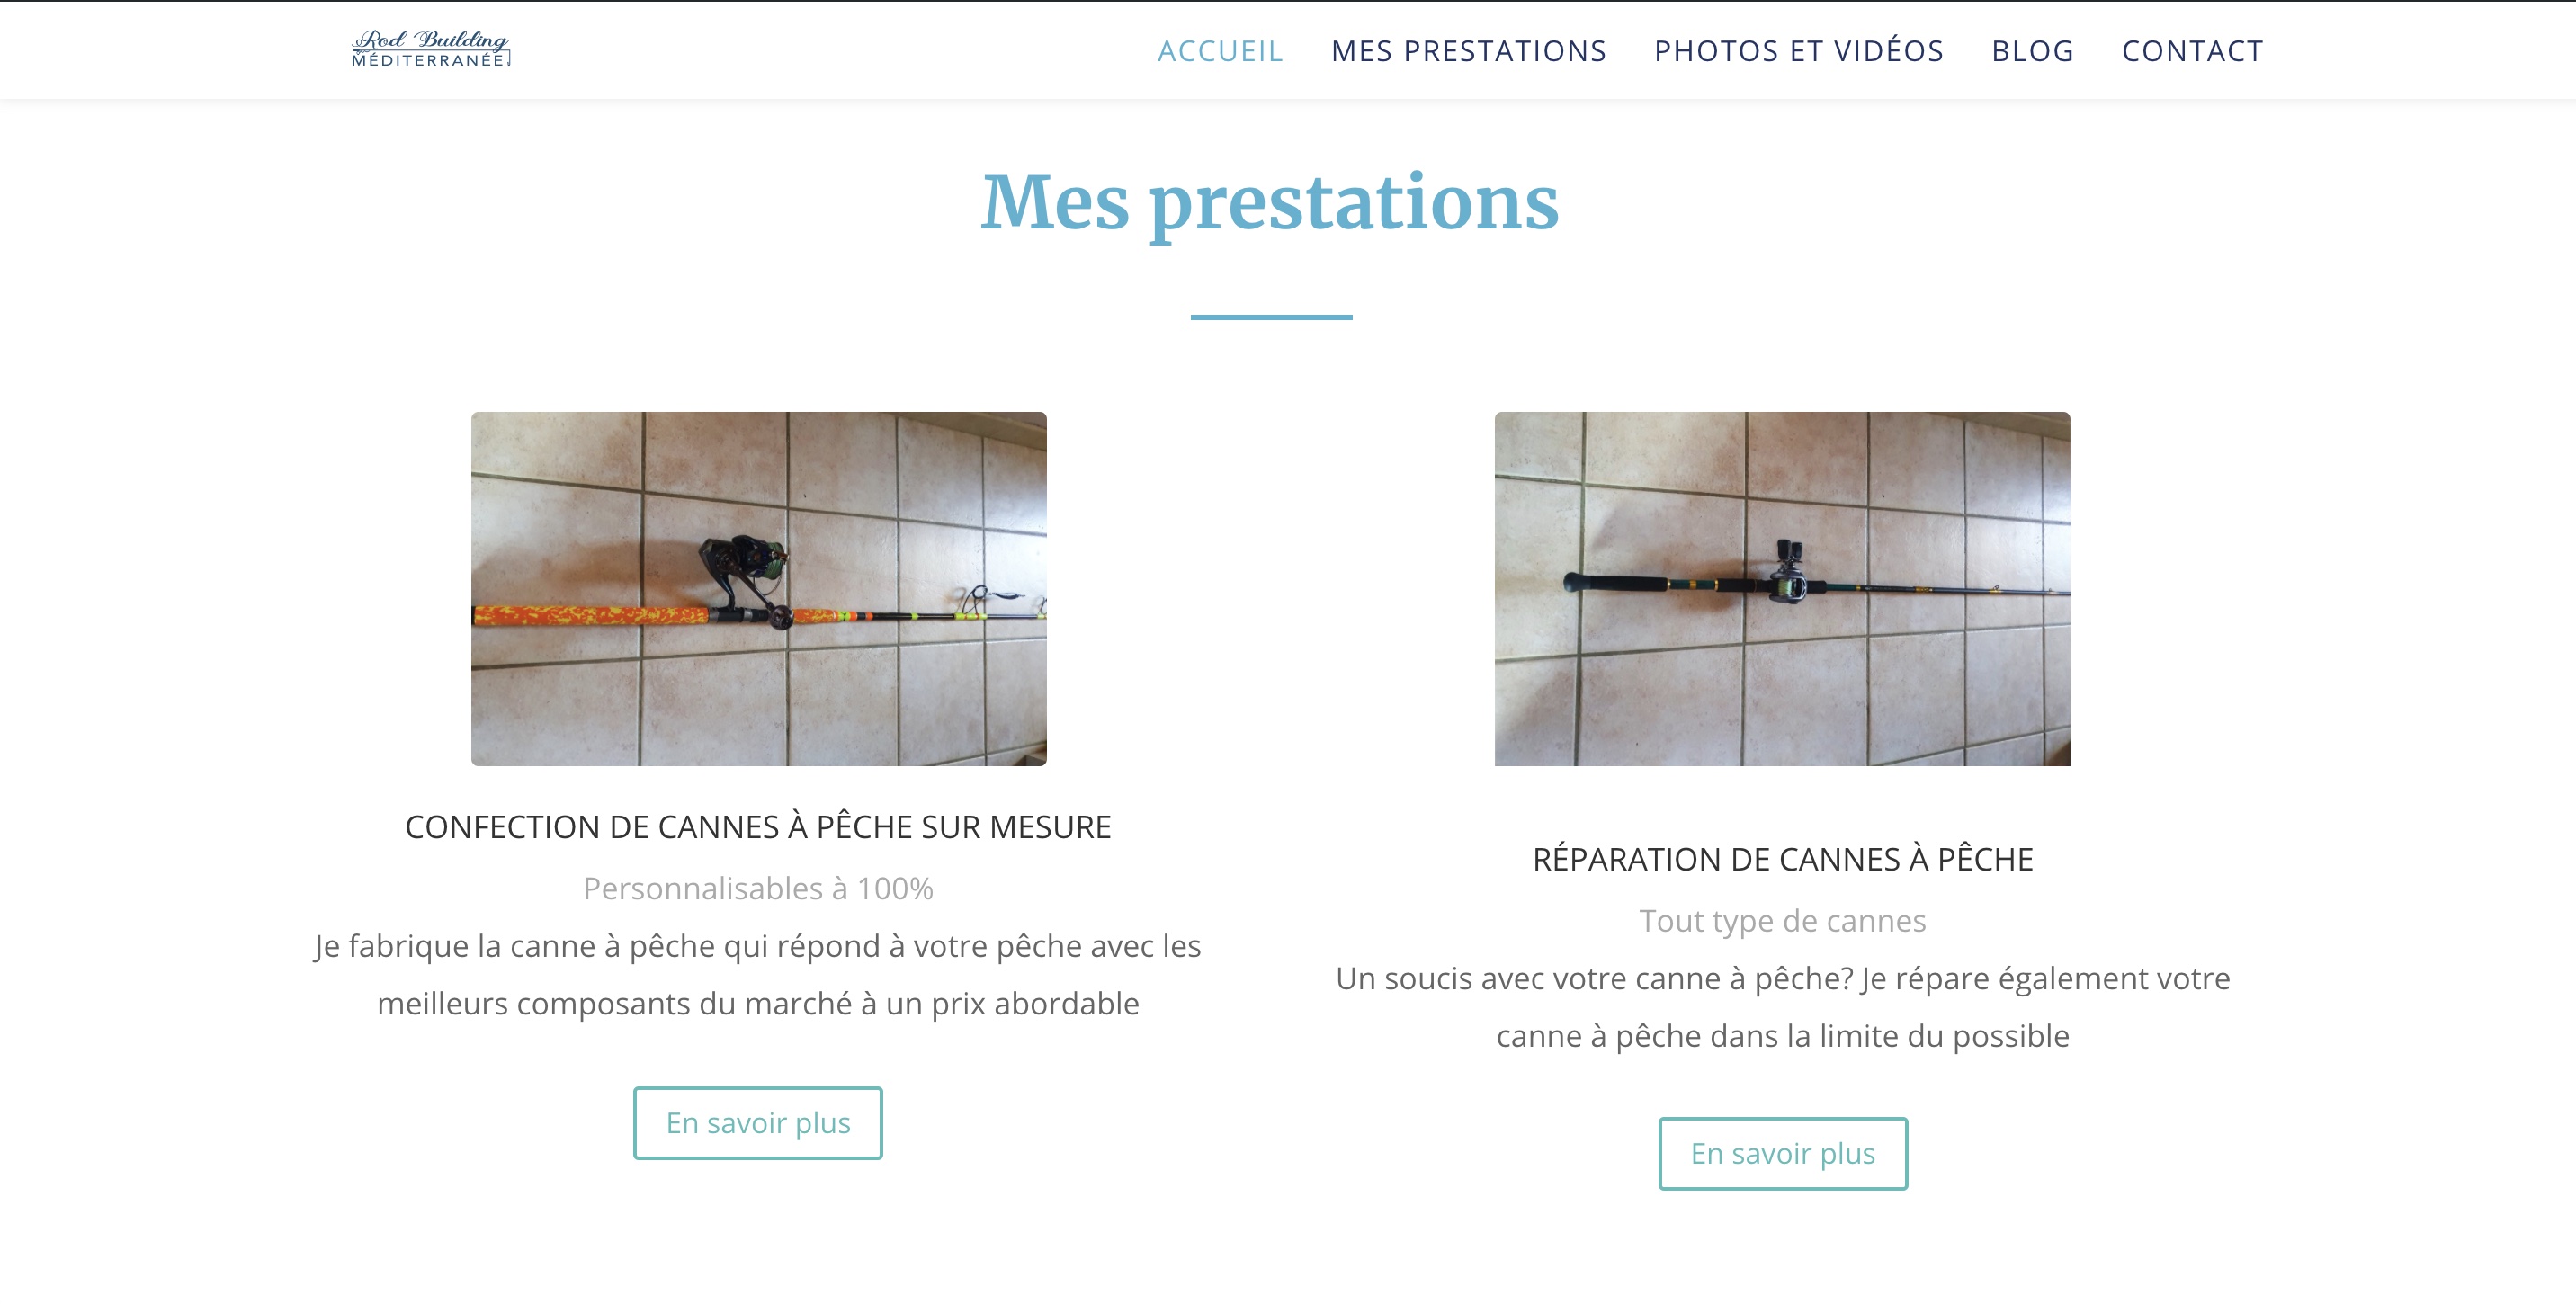 Rod Building
MÉDITERRANÉE
ACCUEIL MES PRESTATIONS PHOTOS ET VIDÉOS BLOG CONTACT
Mes prestations
CONFECTION DE CANNES À PÊCHE SUR MESURE
Personnalisables à 100%
Je fabrique la canne à pêche qui répond à votre pêche avec les
meilleurs composants du marché à un prix abordable
En savoir plus
RÉPARATION DE CANNES À PÊCHE
Tout type de cannes
Un soucis avec votre canne à pêche? Je répare également votre
canne à pêche dans la limite du possible
En savoir plus